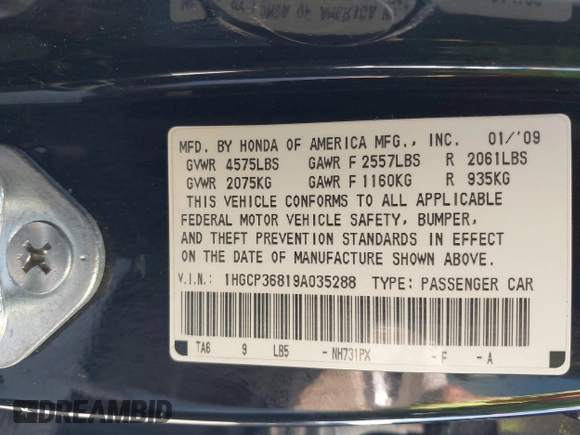 MFD. BY HONDA OF AMERICA MFG., INC. 01/'09
GVWR 4575LBS GAWR F 2557LBS R 2061LBS
GVWR 2075KG GAWR F 1160KG R 935KG
THIS VEHICLE CONFORMS TO ALL APPLICABLE
FEDERAL MOTOR VEHICLE SAFETY, BUMPER,
AND THEFT PREVENTION STANDARDS IN EFFECT
ON THE DATE OF MANUFACTURE SHOWN ABOVE.
V.I.N.: 1HGCP36819A035288 TYPE: PASSENGER CAR
TA6 9 LB5 -NH731PX -F -A
DREAMBID